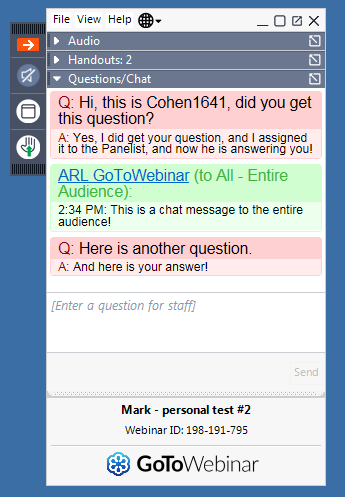 File View Help
Audio
Handouts: 2
Questions/Chat
Q: Hi, this is Cohen1641, did you get
this question?
A: Yes, I did get your question, and I assigned
it to the Panelist, and now he is answering you!
ARL GoToWebinar (to All - Entire
Audience):
2:34 PM: This is a chat message to the entire
audience!
Q: Here is another question.
A: And here is your answer!
[Enter a question for staff]
Send
Mark - personal test #2
Webinar ID: 198-191-795
GoToWebinar